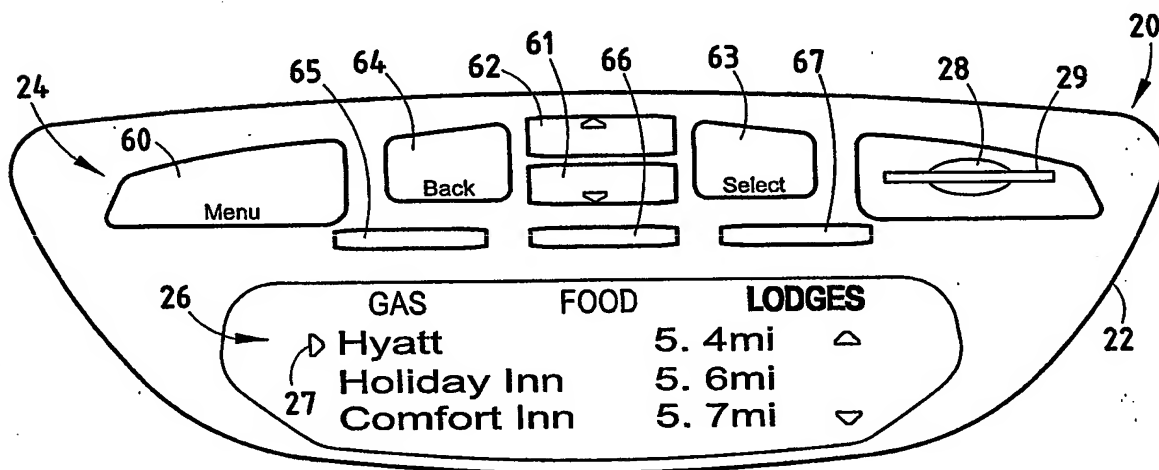 20
61
66
63
67
28
29
65
64
62
24
60
Back
Select
Menu
26
GAS FOOD LODGES
22
Hyatt 5. 4mi
Holiday Inn 5. 6mi
27
Comfort Inn 5. 7mi